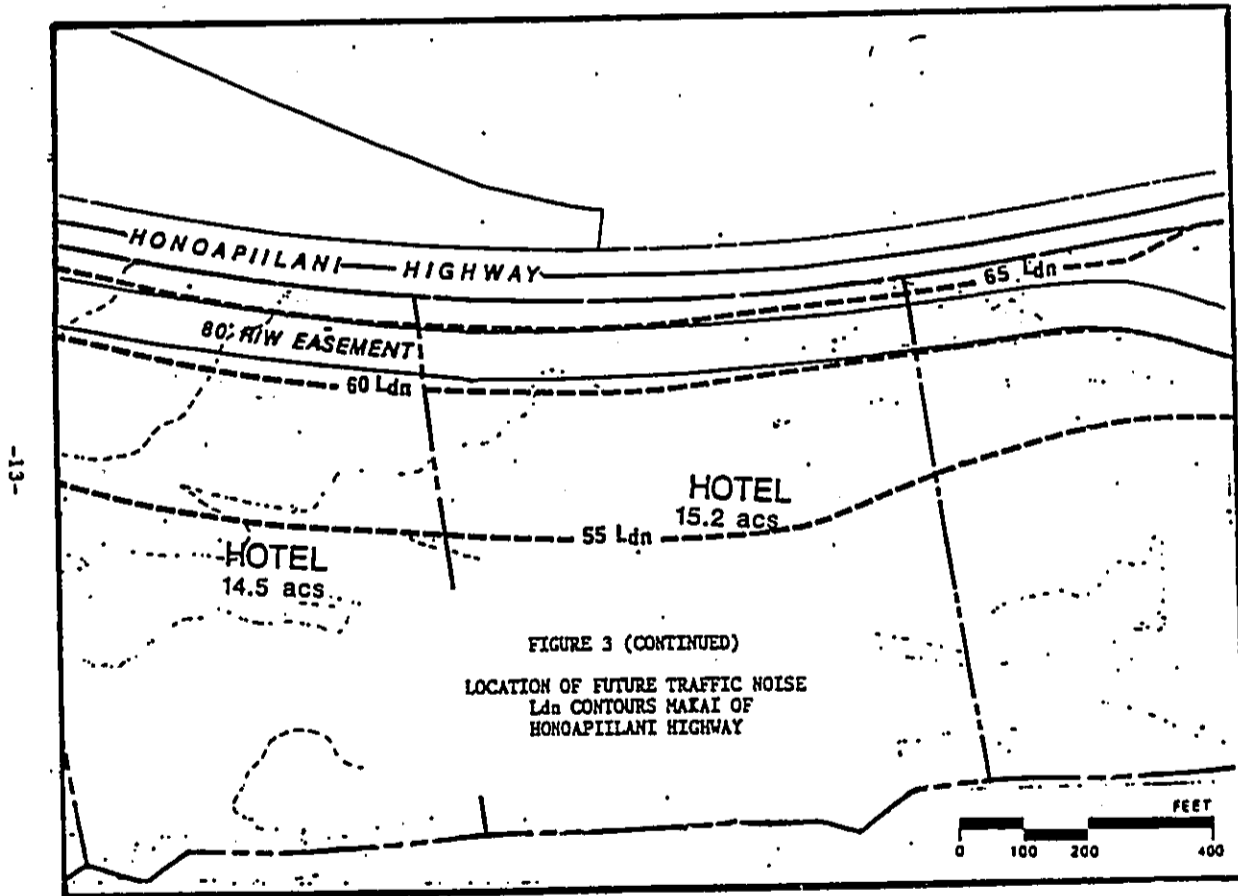 HONOAPIILANI HIGHWAY
65 Ldn
80' R/W EASEMENT
60 Ldn
-13-
HOTEL
15.2 acs
55 Ldn
HOTEL
14.5 acs
FIGURE 3 (CONTINUED)
LOCATION OF FUTURE TRAFFIC NOISE
Ldn CONTOURS MAKAI OF
HONOAPIILANI HIGHWAY
FEET
0 100 200 400